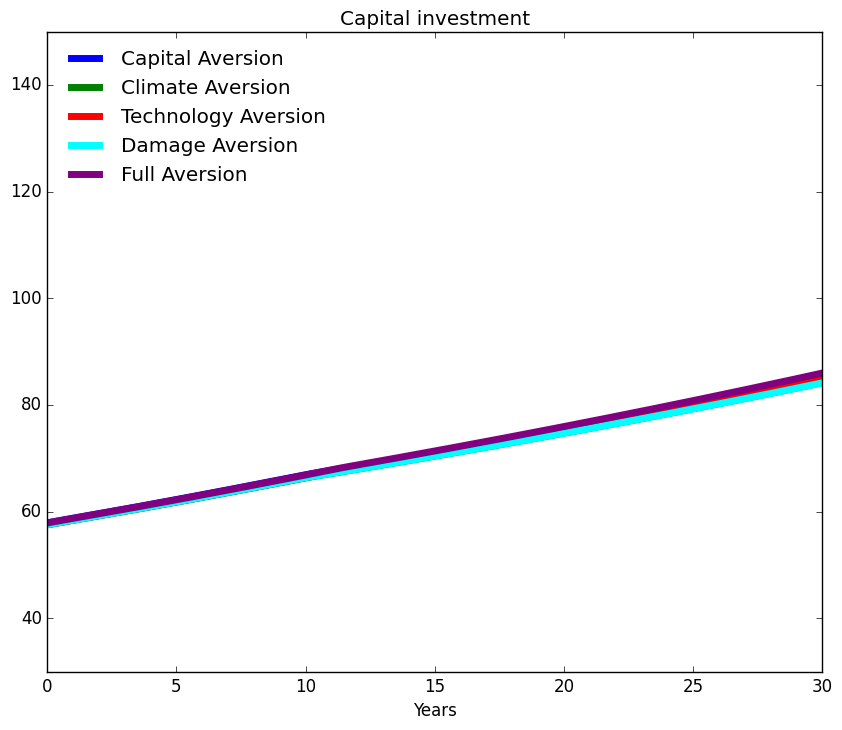 Capital investment
Capital Aversion
Climate Aversion
Technology Aversion
Damage Aversion
Full Aversion
140
120
100
80
60
40
0 5 10 15 20 25 30
Years